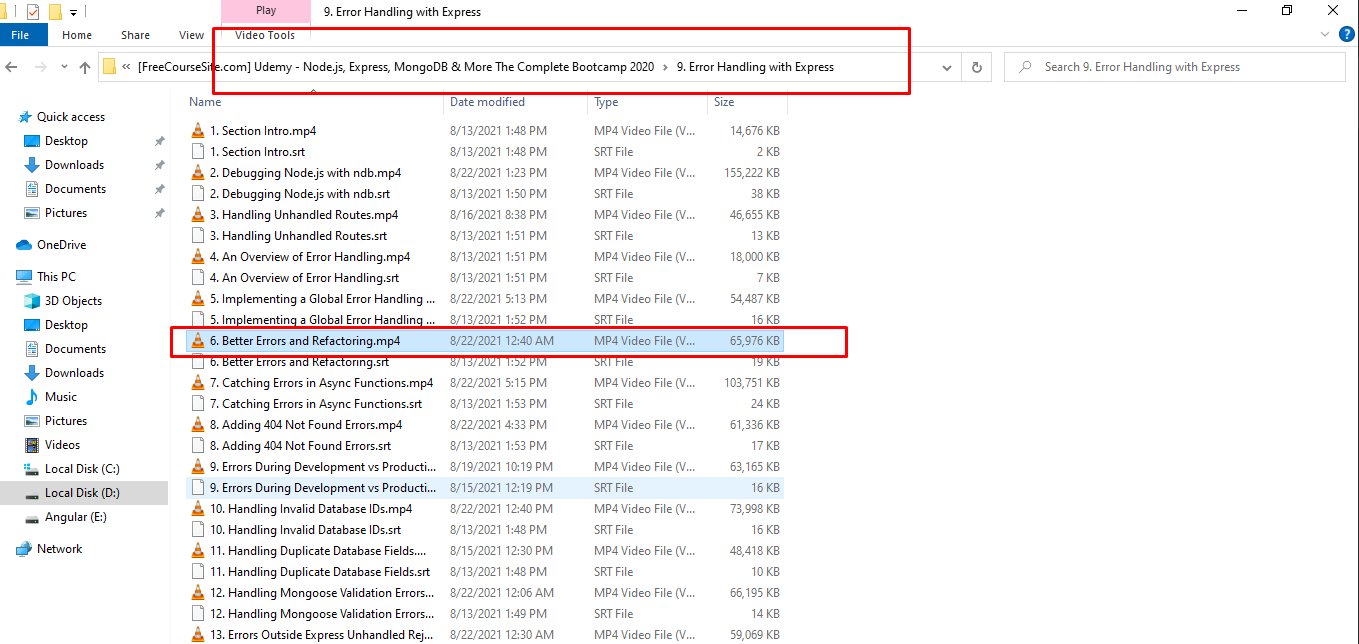 Play
9. Error Handling with Express
File Home Share View Video Tools
« [FreeCourseSite.com] Udemy - Node.js, Express, MongoDB & More The Complete Bootcamp 2020 > 9. Error Handling with Express
Search 9. Error Handling with Express
Name Date modified Type Size
Quick access
Desktop
Downloads
Documents
Pictures
OneDrive
This PC
3D Objects
Desktop
Documents
Downloads
Music
Pictures
Videos
Local Disk (C:)
Local Disk (D:)
Angular (E:)
Network
1. Section Intro.mp4 8/13/2021 1:48 PM MP4 Video File (V... 14,676 KB
1. Section Intro.srt 8/13/2021 1:48 PM SRT File 2 KB
2. Debugging Node.js with ndb.mp4 8/22/2021 1:23 PM MP4 Video File (V... 155,222 KB
2. Debugging Node.js with ndb.srt 8/13/2021 1:50 PM SRT File 38 KB
3. Handling Unhandled Routes.mp4 8/16/2021 8:38 PM MP4 Video File (V... 46,655 KB
3. Handling Unhandled Routes.srt 8/13/2021 1:51 PM SRT File 13 KB
4. An Overview of Error Handling.mp4 8/13/2021 1:51 PM MP4 Video File (V... 18,000 KB
4. An Overview of Error Handling.srt 8/13/2021 1:51 PM SRT File 7 KB
5. Implementing a Global Error Handling ... 8/22/2021 5:13 PM MP4 Video File (V... 54,487 KB
5. Implementing a Global Error Handling ... 8/13/2021 1:52 PM SRT File 16 KB
6. Better Errors and Refactoring.mp4 8/22/2021 12:40 AM MP4 Video File (V... 65,976 KB
6. Better Errors and Refactoring.srt 8/13/2021 1:52 PM SRT File 19 KB
7. Catching Errors in Async Functions.mp4 8/22/2021 5:15 PM MP4 Video File (V... 103,751 KB
7. Catching Errors in Async Functions.srt 8/13/2021 1:53 PM SRT File 24 KB
8. Adding 404 Not Found Errors.mp4 8/22/2021 4:33 PM MP4 Video File (V... 61,336 KB
8. Adding 404 Not Found Errors.srt 8/13/2021 1:53 PM SRT File 17 KB
9. Errors During Development vs Producti... 8/19/2021 10:19 PM MP4 Video File (V... 63,165 KB
9. Errors During Development vs Producti... 8/15/2021 12:19 PM SRT File 16 KB
10. Handling Invalid Database IDs.mp4 8/22/2021 12:40 PM MP4 Video File (V... 73,998 KB
10. Handling Invalid Database IDs.srt 8/13/2021 1:48 PM SRT File 16 KB
11. Handling Duplicate Database Fields.... 8/15/2021 12:30 PM MP4 Video File (V... 48,418 KB
11. Handling Duplicate Database Fields.srt 8/13/2021 1:48 PM SRT File 10 KB
12. Handling Mongoose Validation Errors... 8/22/2021 12:06 AM MP4 Video File (V... 66,195 KB
12. Handling Mongoose Validation Errors... 8/13/2021 1:49 PM SRT File 14 KB
13. Errors Outside Express Unhandled Rej... 8/22/2021 12:30 AM MP4 Video File (V... 59,069 KB